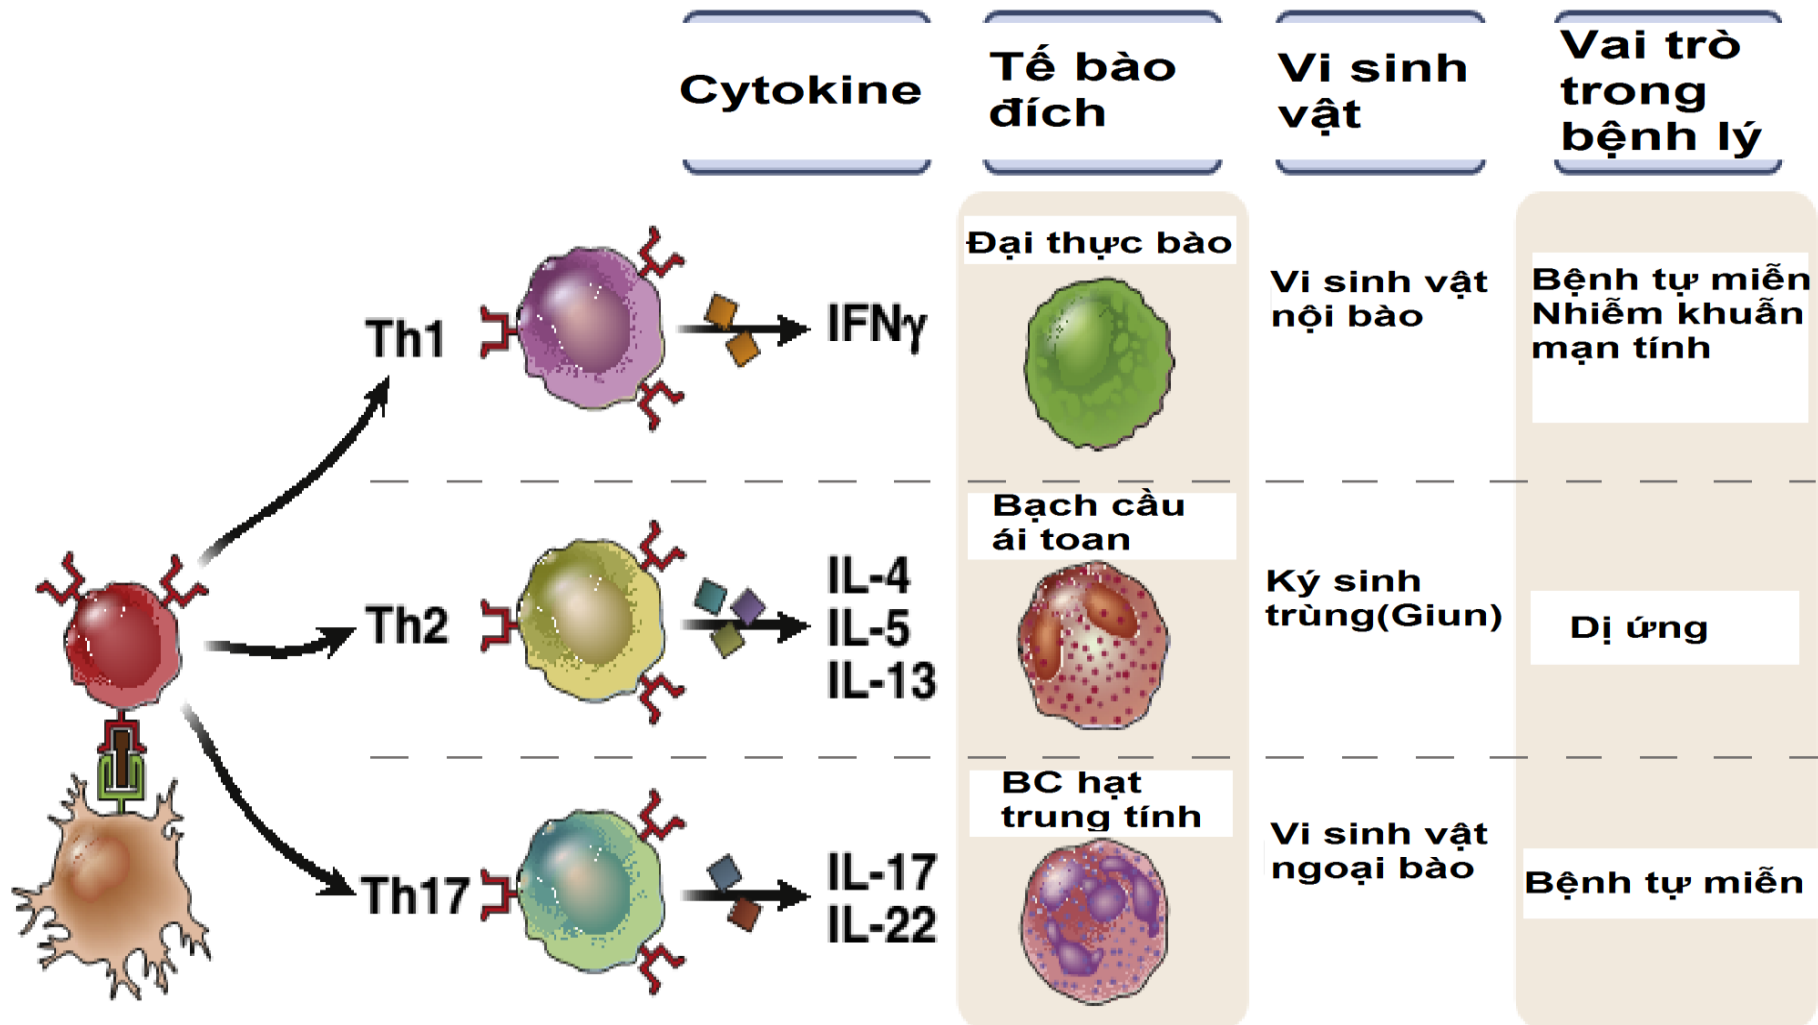 Cytokine
Tế bào
đích
Vi sinh
vật
Vai trò
trong
bệnh lý
Th1
IFNγ
Đại thực bào
Vi sinh vật
nội bào
Bệnh tự miễn
Nhiễm khuẫn
mạn tính
Th2
IL-4
IL-5
IL-13
Bạch cầu
ái toan
Ký sinh
trùng(Giun)
Dị ứng
Th17
IL-17
IL-22
BC hạt
trung tính
Vi sinh vật
ngoại bào
Bệnh tự miễn